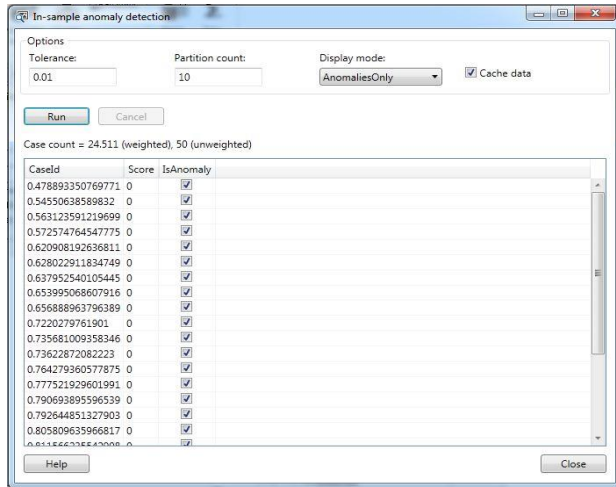 In-sample anomaly detection
Options
Tolerance: Partition count: Display mode:
0.01 10 AnomaliesOnly Cache data
Run Cancel
Case count = 24.511 (weighted), 50 (unweighted)
CaseId Score IsAnomaly
0.478893350769771 0
0.54550638589832 0
0.563123591219699 0
0.572574764547775 0
0.620908192636811 0
0.628022911834749 0
0.637952540105445 0
0.653995068607916 0
0.656888963796389 0
0.7220279761901 0
0.735681009358346 0
0.73622872082223 0
0.764279360577875 0
0.777521929601991 0
0.790693895596539 0
0.792644851327903 0
0.805809635966817 0
Help Close